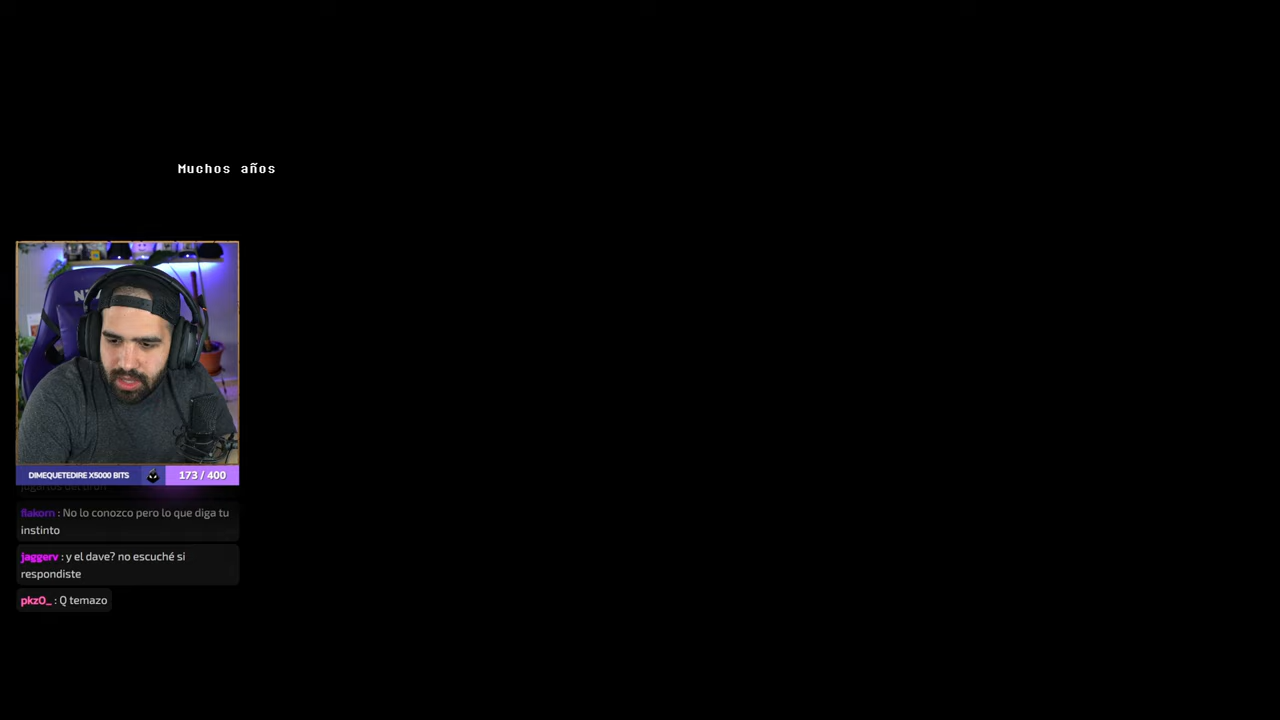 Muchos años
DIMEQUETEDIRE X5000 BITS
173 / 400
flakorn : No lo conozco pero lo que diga tu
instinto
jaggerv : y el dave? no escuché si
respondiste
pkzO_ : Q temazo